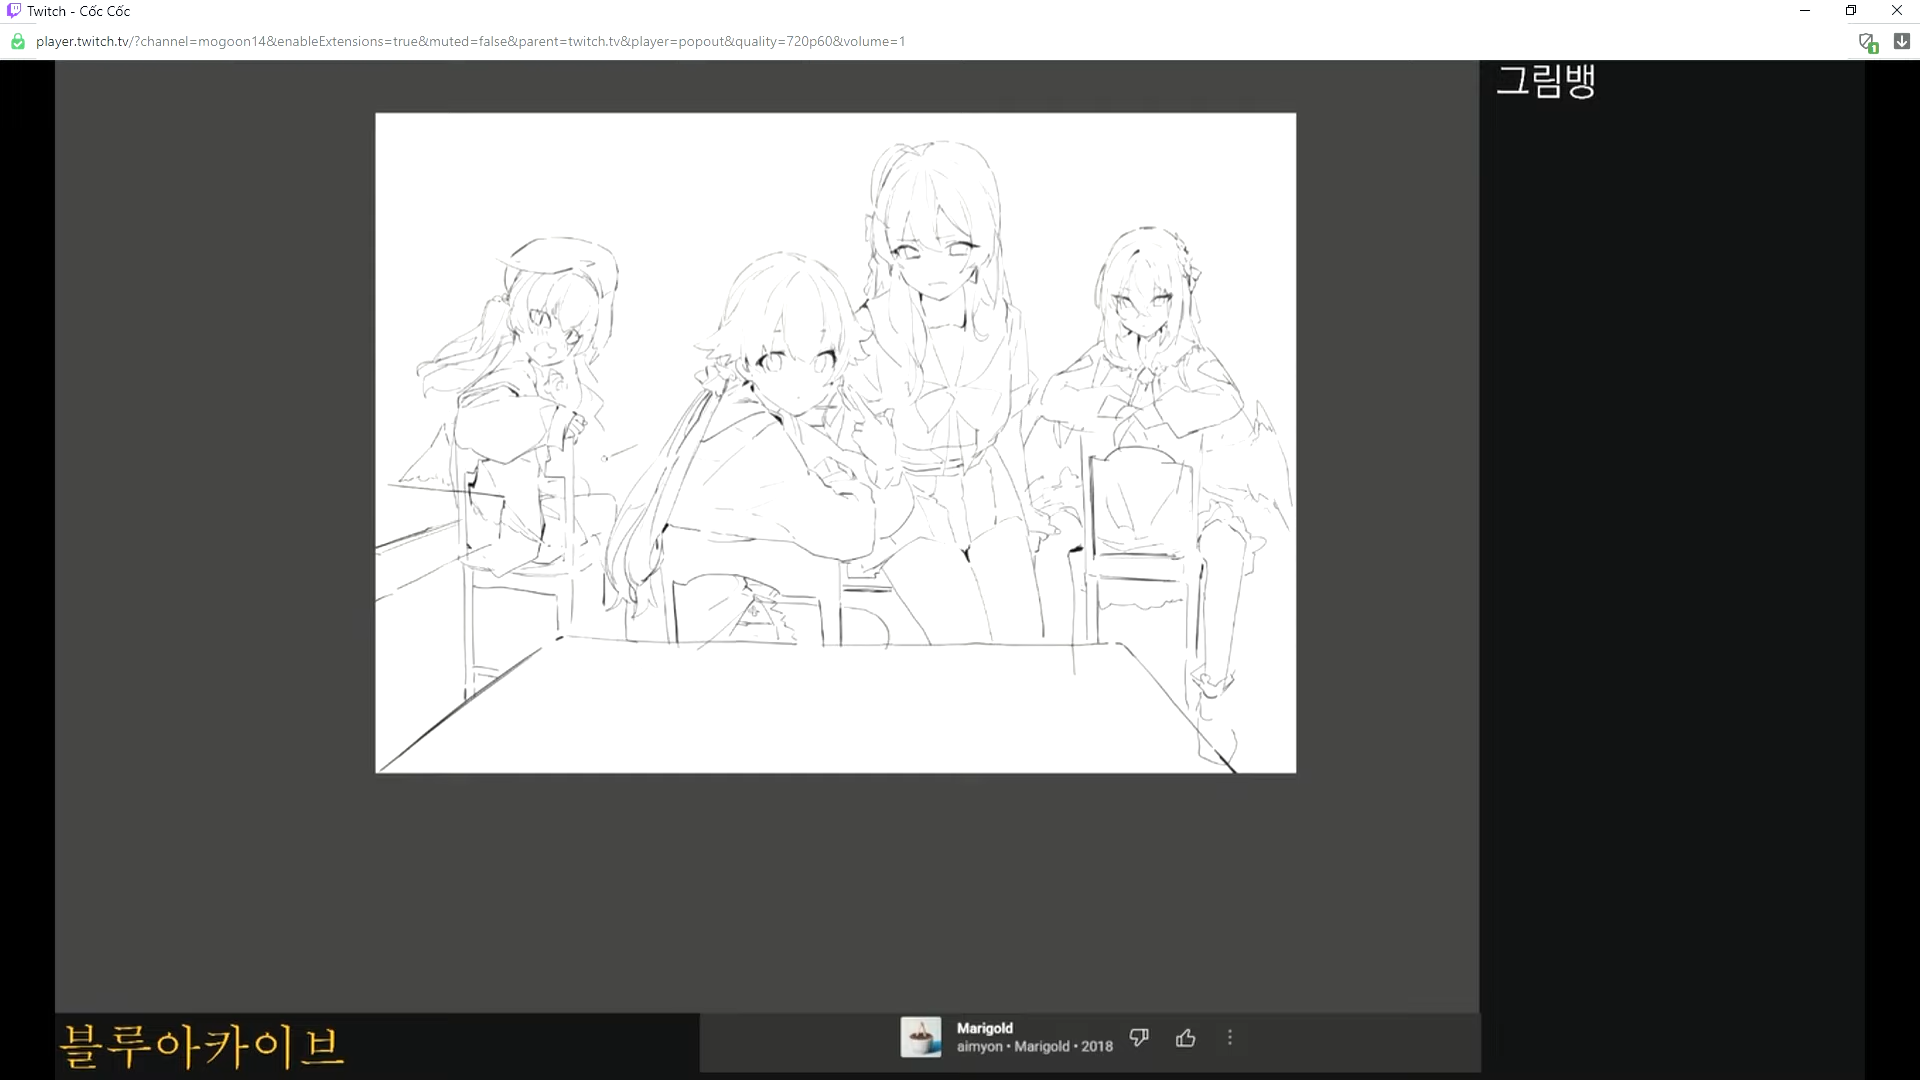 Twitch - Cốc Cốc
player.twitch.tv/?channel=mogoon14&enableExtensions=true&muted=false&parent=twitch.tv&player=popout&quality=720p60&volume=1
1
그림뱅
블루아카이브
Marigold
aimyon • Marigold • 2018